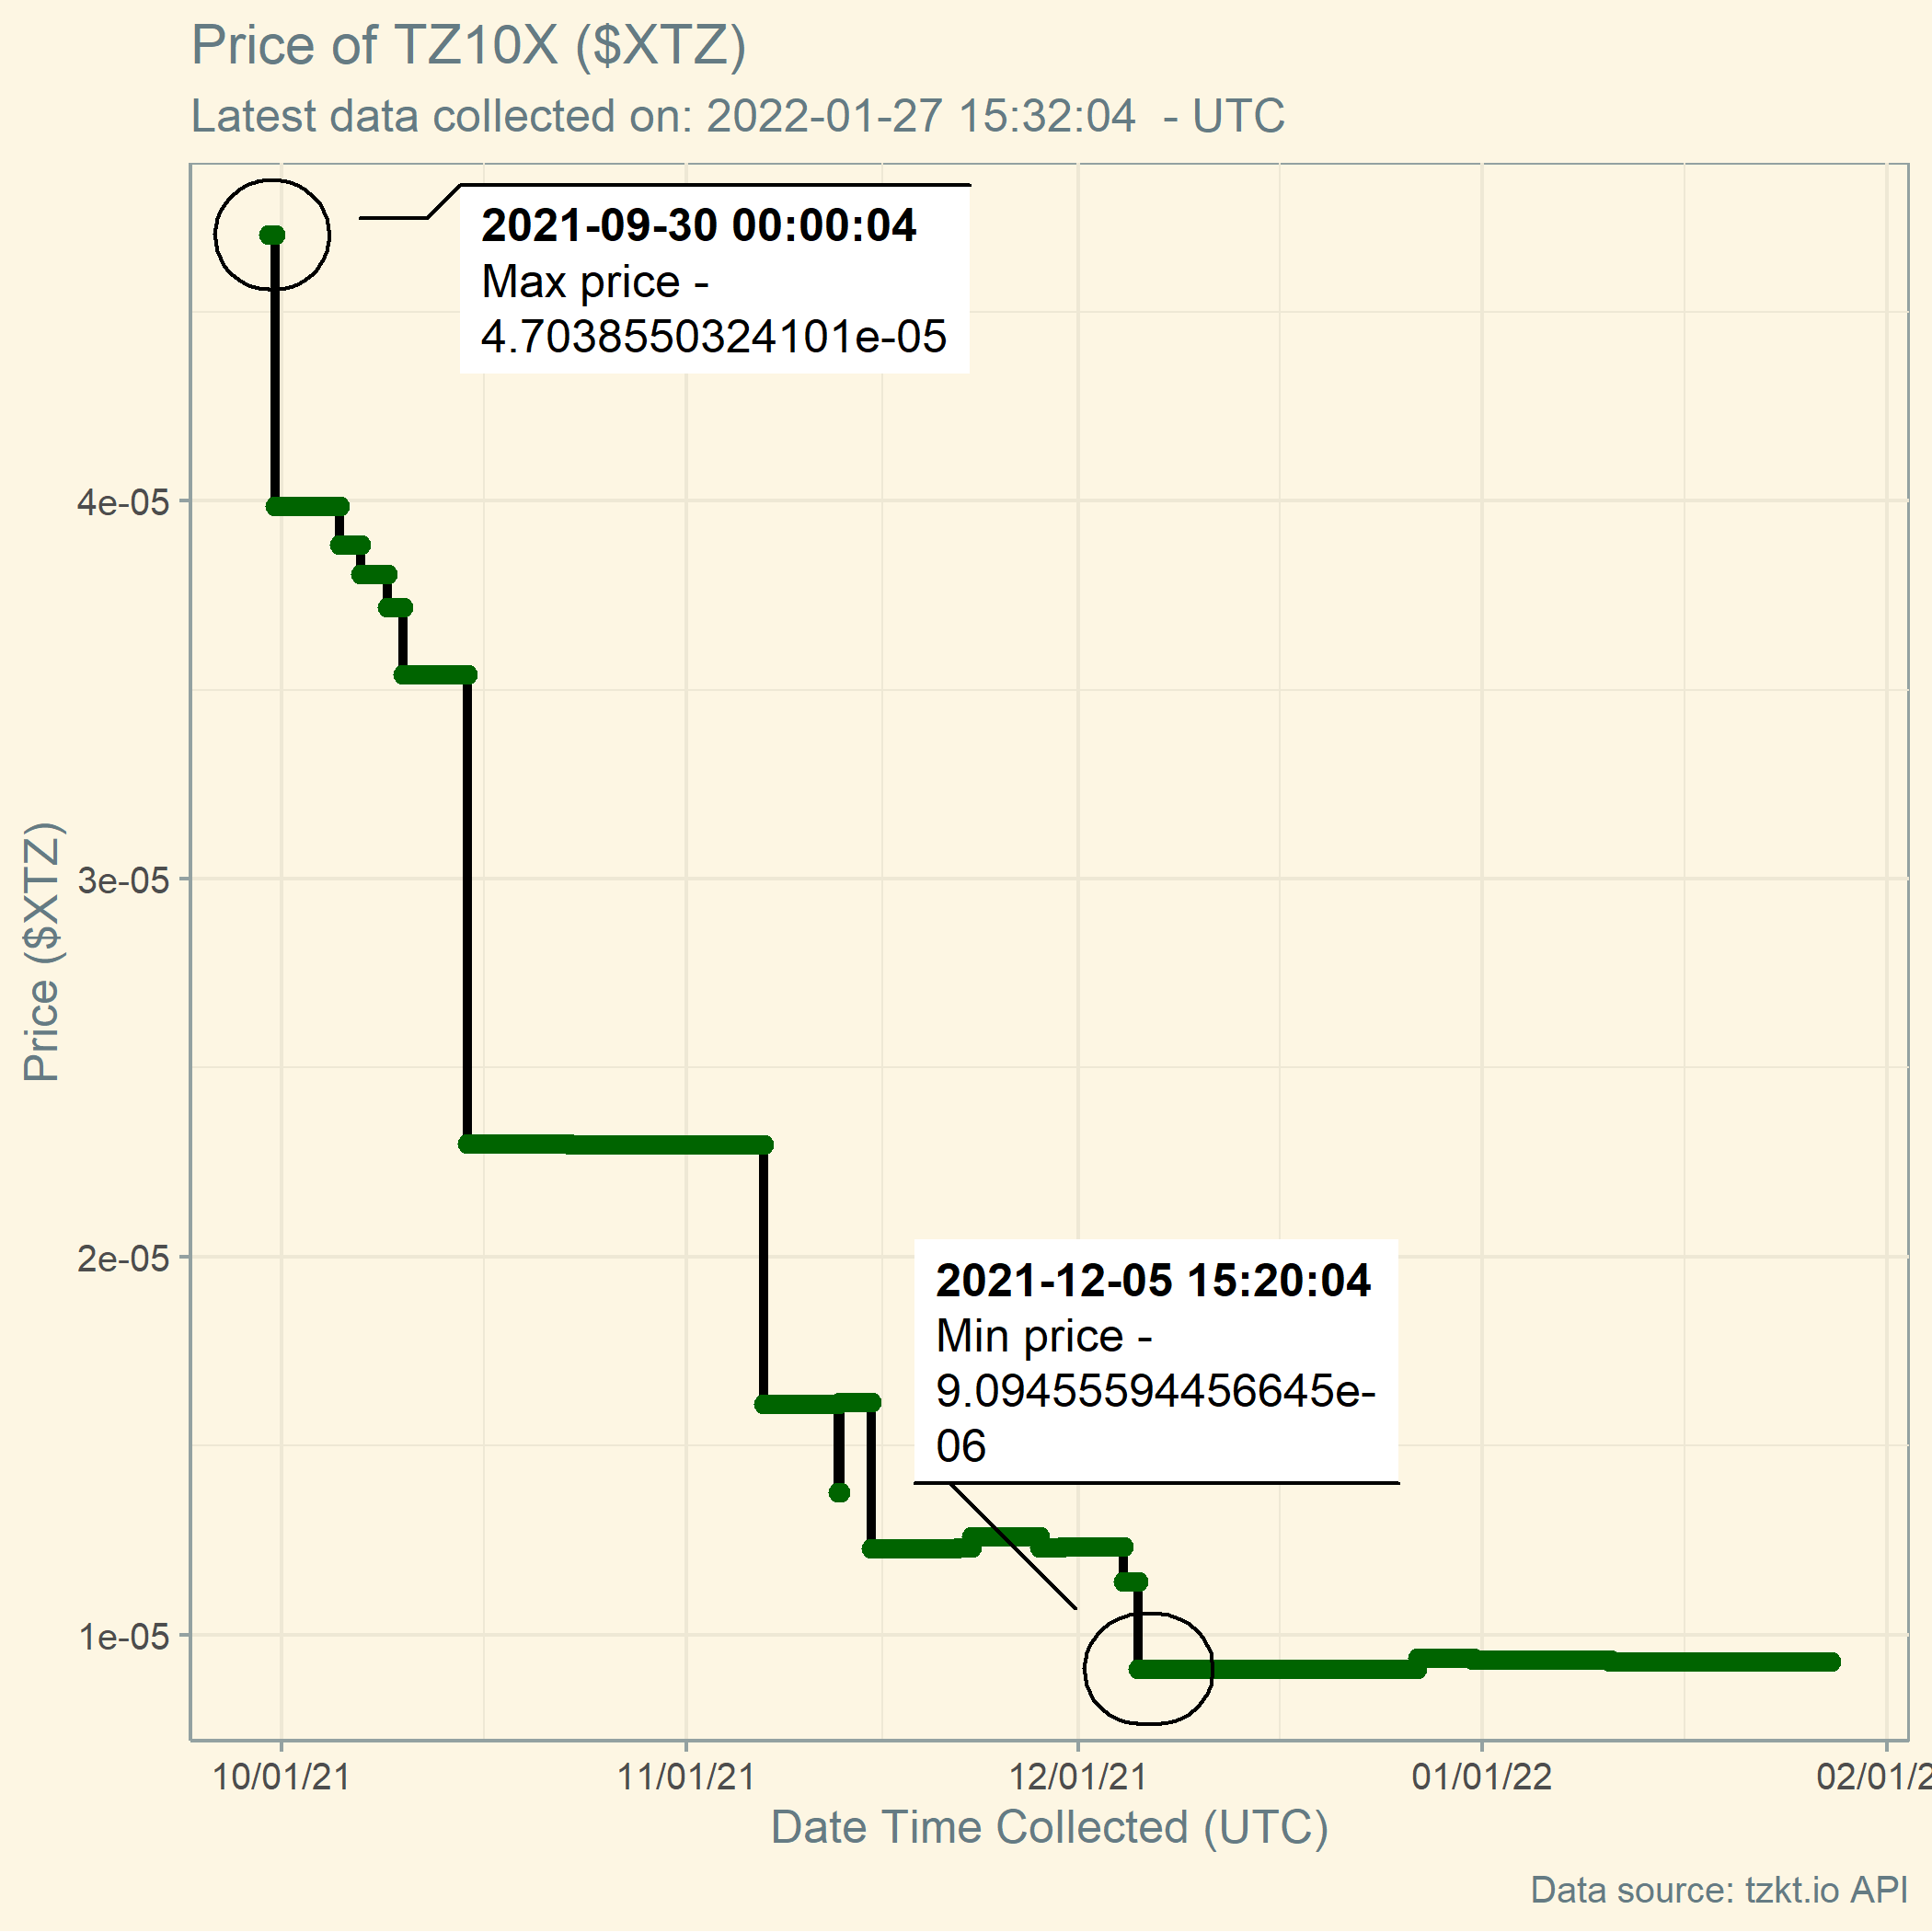 Price of TZ10X ($XTZ)
Latest data collected on: 2022-01-27 15:32:04  - UTC
2021-09-30 00:00:04
Max price -
4.7038550324101e-05
4e-05
3e-05
2e-05
1e-05
Price ($XTZ)
2021-12-05 15:20:04
Min price -
9.09455594456645e-
06
10/01/21
11/01/21
12/01/21
01/01/22
02/01/2
Date Time Collected (UTC)
Data source: tzkt.io API